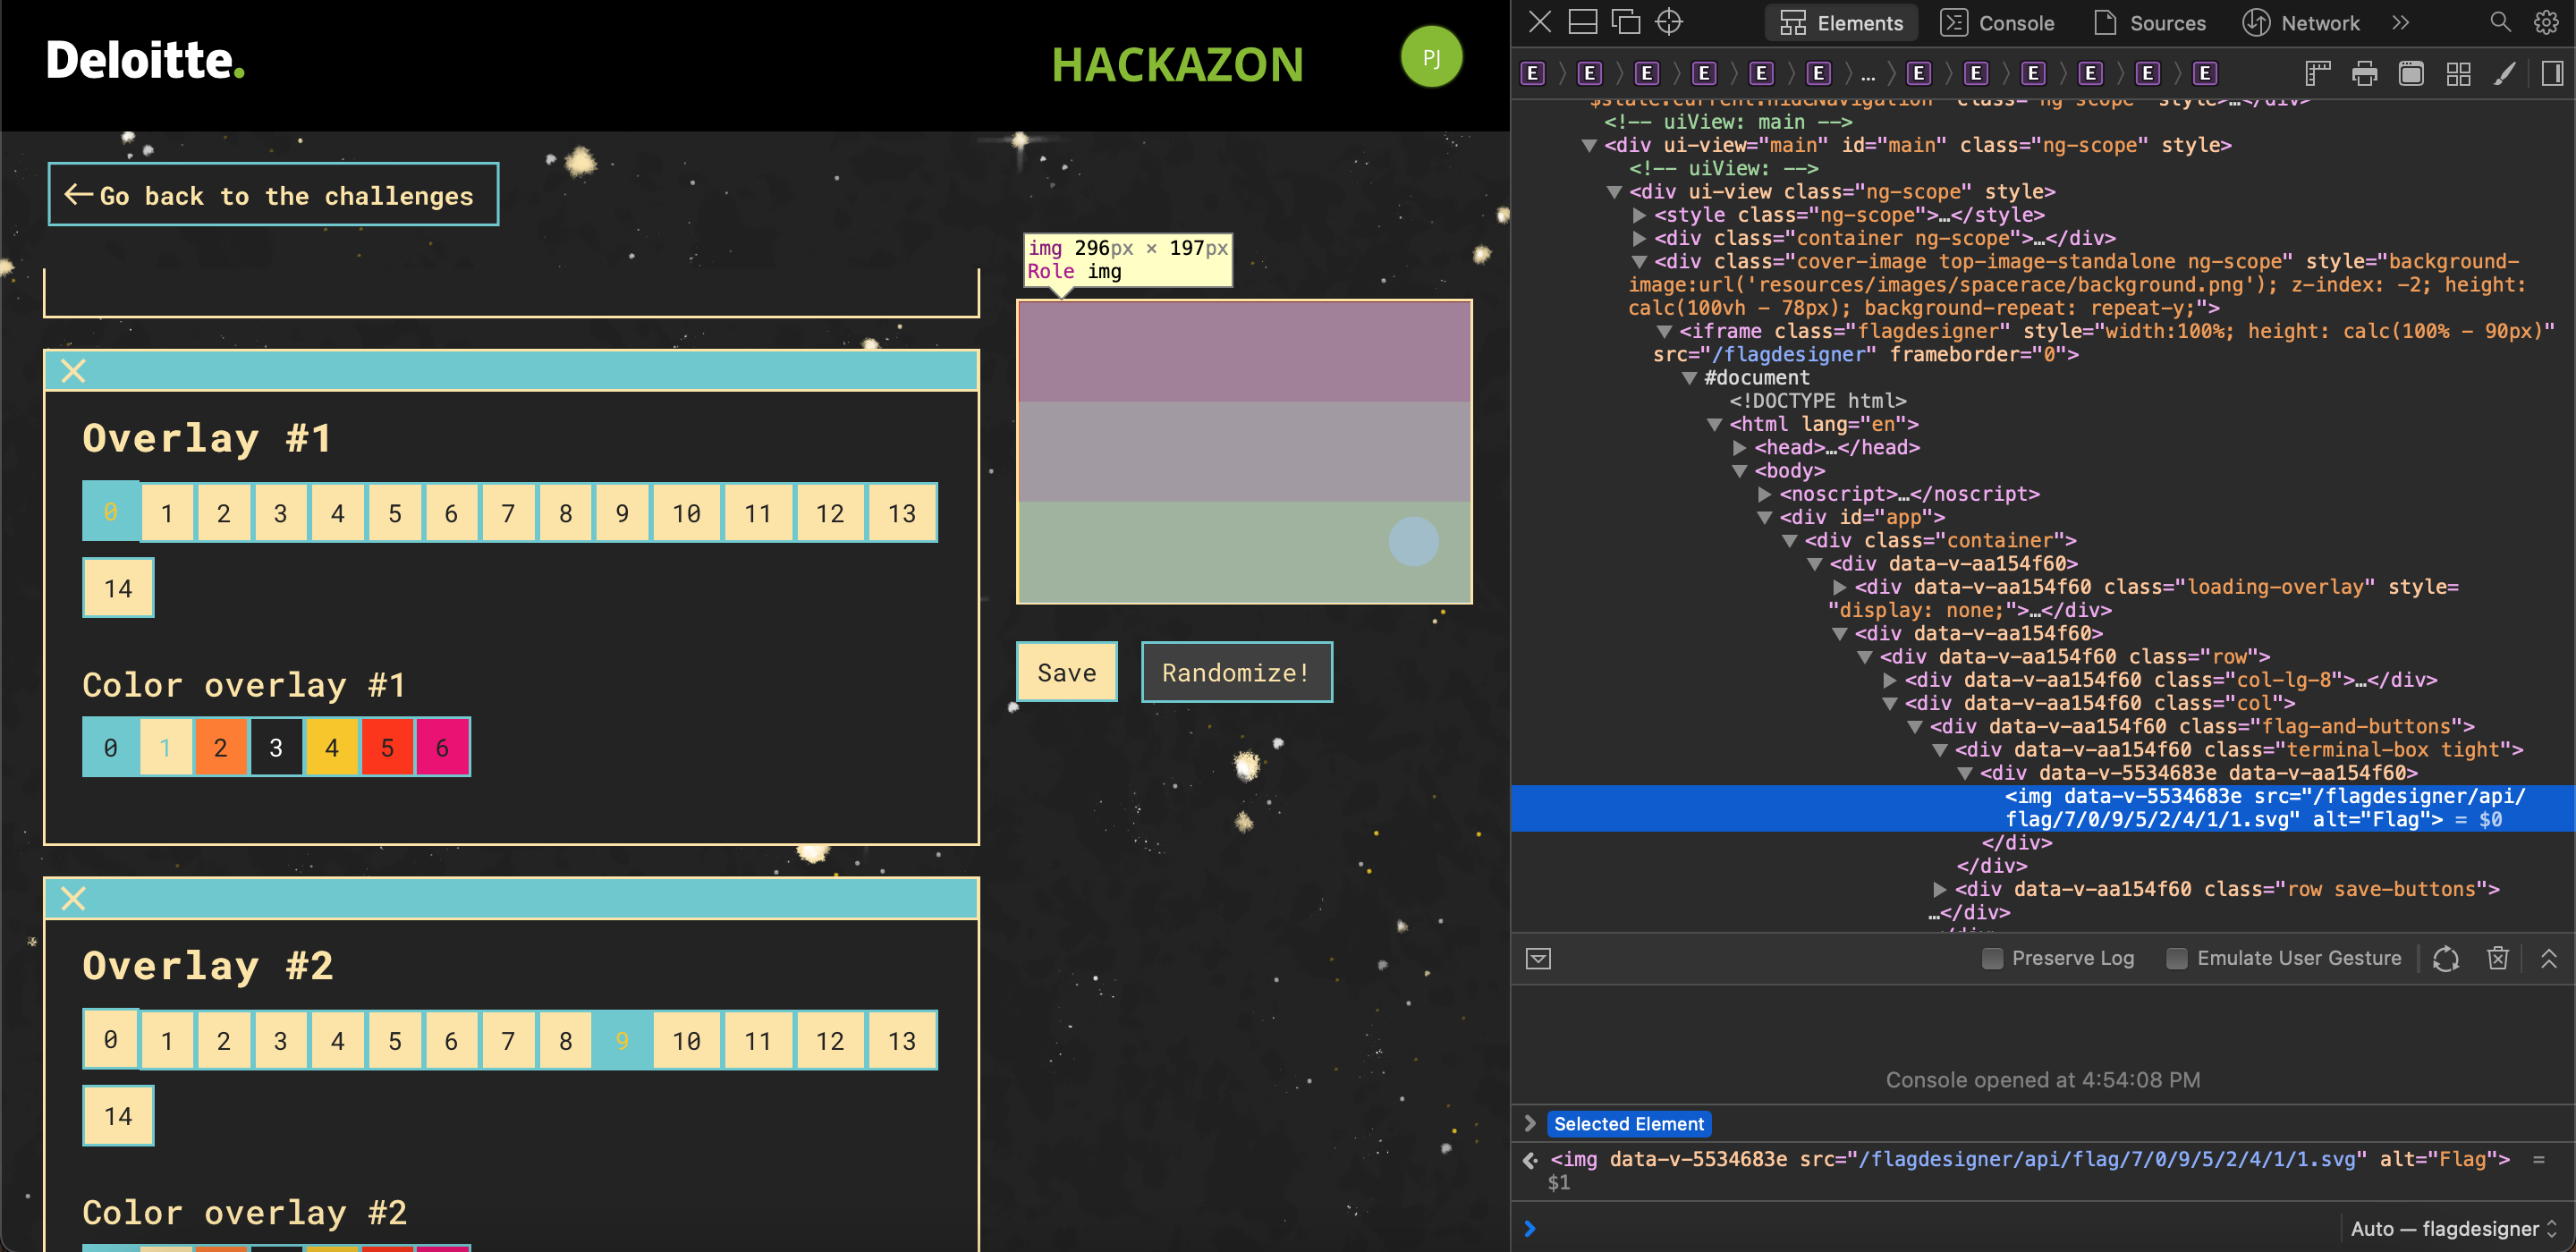 Deloitte.
HACKAZON
PJ
Go back to the challenges
img 296px × 197px
Role img
Overlay #1
0 1 2 3 4 5 6 7 8 9 10 11 12 13
14
Color overlay #1
0 1 2 3 4 5 6
Save
Randomize!
Overlay #2
0 1 2 3 4 5 6 7 8 9 10 11 12 13
14
Color overlay #2
Elements
Console
Sources
Network
E E E E E E … E E E E E E
$state.current.hideNavigation" class="ng-scope" style>…</div>
<!-- uiView: main -->
<div ui-view="main" id="main" class="ng-scope" style>
<!-- uiView: -->
<div ui-view class="ng-scope" style>
<style class="ng-scope">…</style>
<div class="container ng-scope">…</div>
<div class="cover-image top-image-standalone ng-scope" style="background-
image:url('resources/images/spacerace/background.png'); z-index: -2; height:
calc(100vh - 78px); background-repeat: repeat-y;">
<iframe class="flagdesigner" style="width:100%; height: calc(100% - 90px)"
src="/flagdesigner" frameborder="0">
#document
<!DOCTYPE html>
<html lang="en">
<head>…</head>
<body>
<noscript>…</noscript>
<div id="app">
<div class="container">
<div data-v-aa154f60>
<div data-v-aa154f60 class="loading-overlay" style=
"display: none;">…</div>
<div data-v-aa154f60>
<div data-v-aa154f60 class="row">
<div data-v-aa154f60 class="col-lg-8">…</div>
<div data-v-aa154f60 class="col">
<div data-v-aa154f60 class="flag-and-buttons">
<div data-v-aa154f60 class="terminal-box tight">
<div data-v-5534683e data-v-aa154f60>
<img data-v-5534683e src="/flagdesigner/api/
flag/7/0/9/5/2/4/1/1.svg" alt="Flag"> = $0
</div>
</div>
<div data-v-aa154f60 class="row save-buttons">
…</div>
Preserve Log
Emulate User Gesture
Console opened at 4:54:08 PM
Selected Element
<img data-v-5534683e src="/flagdesigner/api/flag/7/0/9/5/2/4/1/1.svg" alt="Flag"> =
$1
Auto — flagdesigner